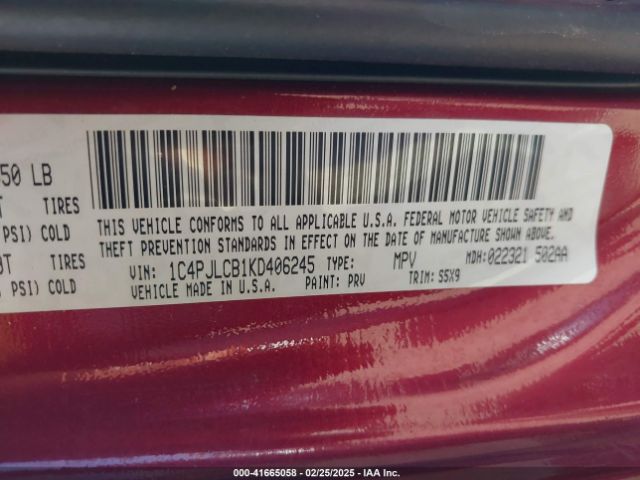 50 LB
T TIRES
PSI) COLD
TIRES
PSI) COLD
THIS VEHICLE CONFORMS TO ALL APPLICABLE U.S.A. FEDERAL MOTOR VEHICLE SAFETY AND
THEFT PREVENTION STANDARDS IN EFFECT ON THE DATE OF MANUFACTURE SHOWN ABOVE.
VIN: 1C4PJLCB1KD406245 TYPE: MPV MDH:022321 502AA
VEHICLE MADE IN U.S.A. PAINT: PRV TRIM: S5X9
000-41665058 - 02/25/2025 - IAA Inc.